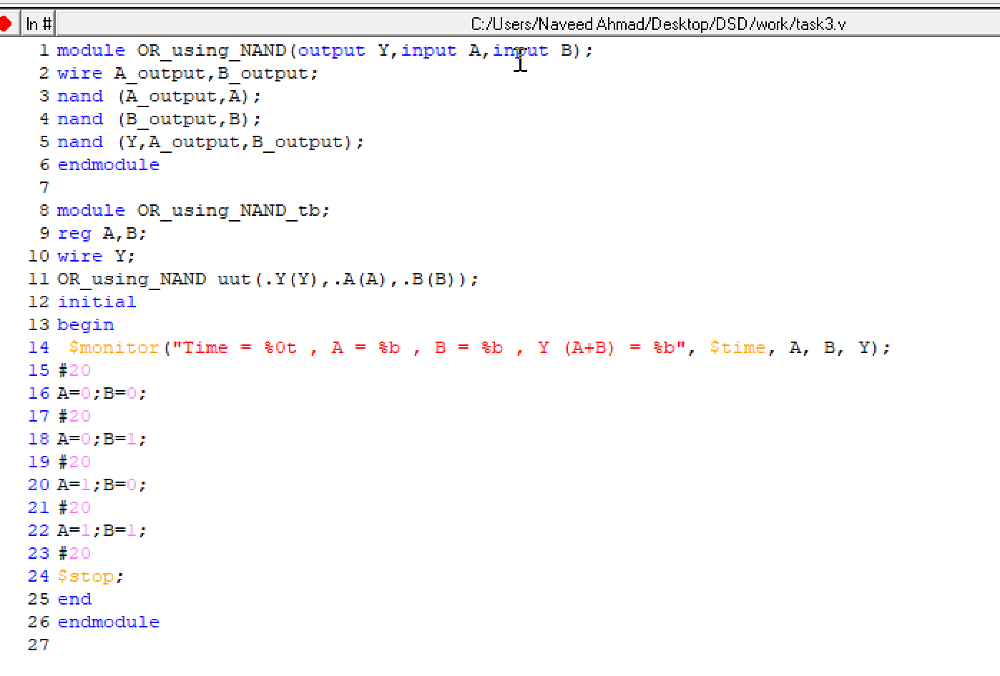 ln # C:/Users/Naveed Ahmad/Desktop/DSD/work/task3.v
1 module OR_using_NAND(output Y,input A,input B);
2 wire A_output,B_output;
3 nand (A_output,A);
4 nand (B_output,B);
5 nand (Y,A_output,B_output);
6 endmodule
7
8 module OR_using_NAND_tb;
9 reg A,B;
10 wire Y;
11 OR_using_NAND uut(.Y(Y),.A(A),.B(B));
12 initial
13 begin
14  $monitor("Time = %0t , A = %b , B = %b , Y (A+B) = %b", $time, A, B, Y);
15 #20
16 A=0;B=0;
17 #20
18 A=0;B=1;
19 #20
20 A=1;B=0;
21 #20
22 A=1;B=1;
23 #20
24 $stop;
25 end
26 endmodule
27